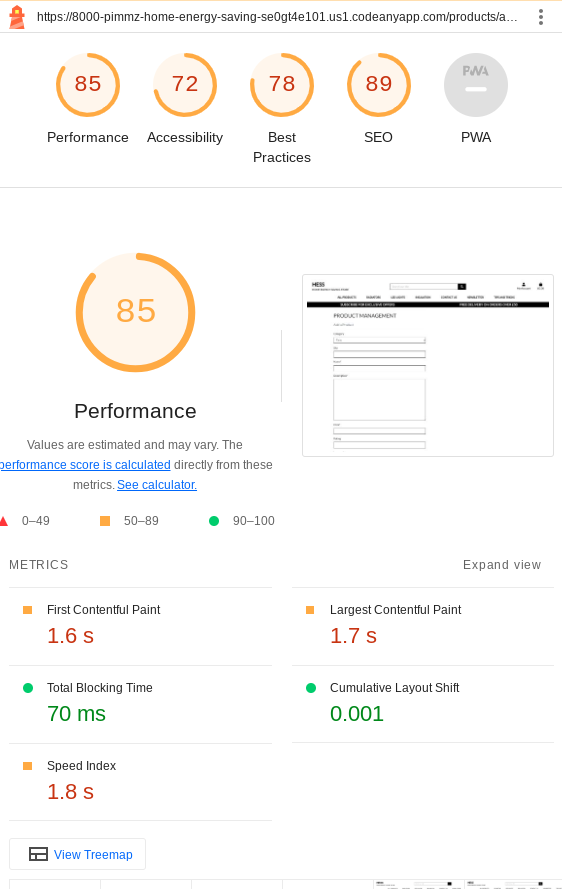 https://8000-pimmz-home-energy-saving-se0gt4e101.us1.codeanyapp.com/products/a…
85
72
78
89
PWA
Performance
Accessibility
Best
Practices
SEO
PWA
85
Performance
Values are estimated and may vary. The
performance score is calculated directly from these
metrics. See calculator.
0–49
50–89
90–100
HESS
PRODUCT MANAGEMENT
METRICS
Expand view
First Contentful Paint
1.6 s
Largest Contentful Paint
1.7 s
Total Blocking Time
70 ms
Cumulative Layout Shift
0.001
Speed Index
1.8 s
View Treemap